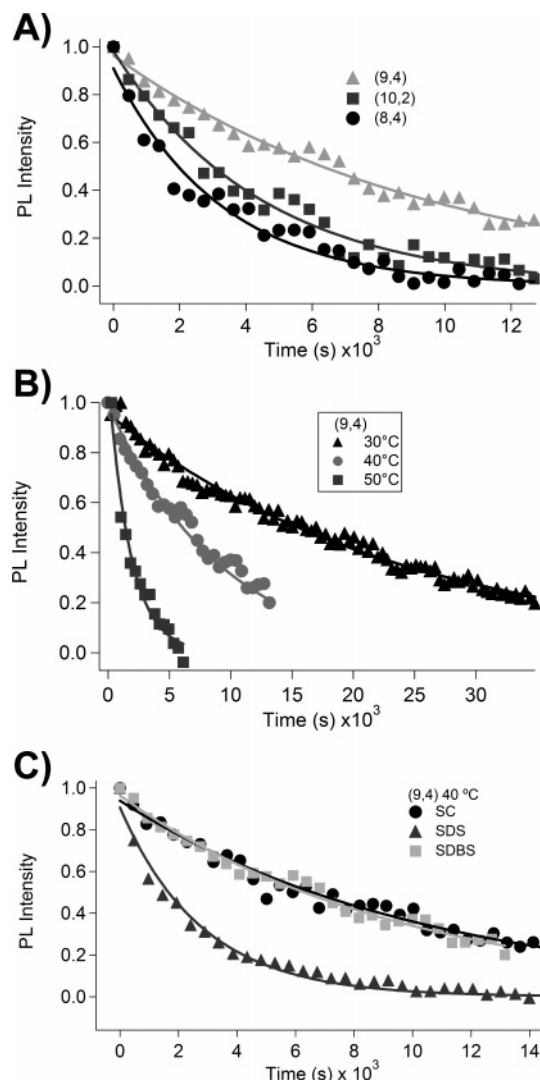 A)
1.0
0.8
0.6
0.4
0.2
0.0
PL Intensity
(9,4)
(10,2)
(8,4)
0 2 4 6 8 10 12
Time (s) x10³
B)
1.0
0.8
0.6
0.4
0.2
0.0
PL Intensity
(9,4)
30°C
40°C
50°C
0 5 10 15 20 25 30
Time (s) x10³
C)
1.0
0.8
0.6
0.4
0.2
0.0
PL Intensity
(9,4) 40 ºC
SC
SDS
SDBS
0 2 4 6 8 10 12 14
Time (s) x10³